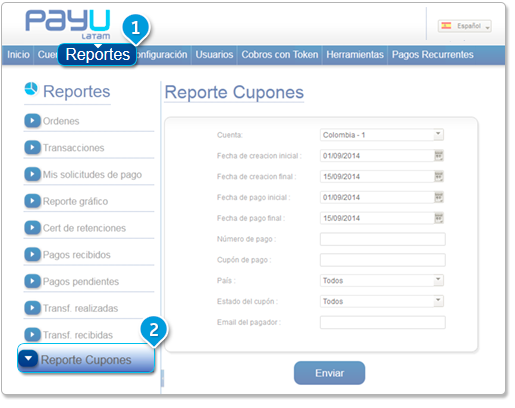 PAYU
LATAM
1
Español
Inicio Cue Reportes onfiguración Usuarios Cobros con Token Herramientas Pagos Recurrentes
Reportes
Ordenes
Transacciones
Mis solicitudes de pago
Reporte gráfico
Cert de retenciones
Pagos recibidos
Pagos pendientes
Transf. realizadas
Transf. recibidas
2
Reporte Cupones
Reporte Cupones
Cuenta: Colombia - 1
Fecha de creacion inicial : 01/09/2014
Fecha de creacion final : 15/09/2014
Fecha de pago inicial : 01/09/2014
Fecha de pago final : 15/09/2014
Número de pago :
Cupón de pago :
País : Todos
Estado del cupón : Todos
Email del pagador :
Enviar